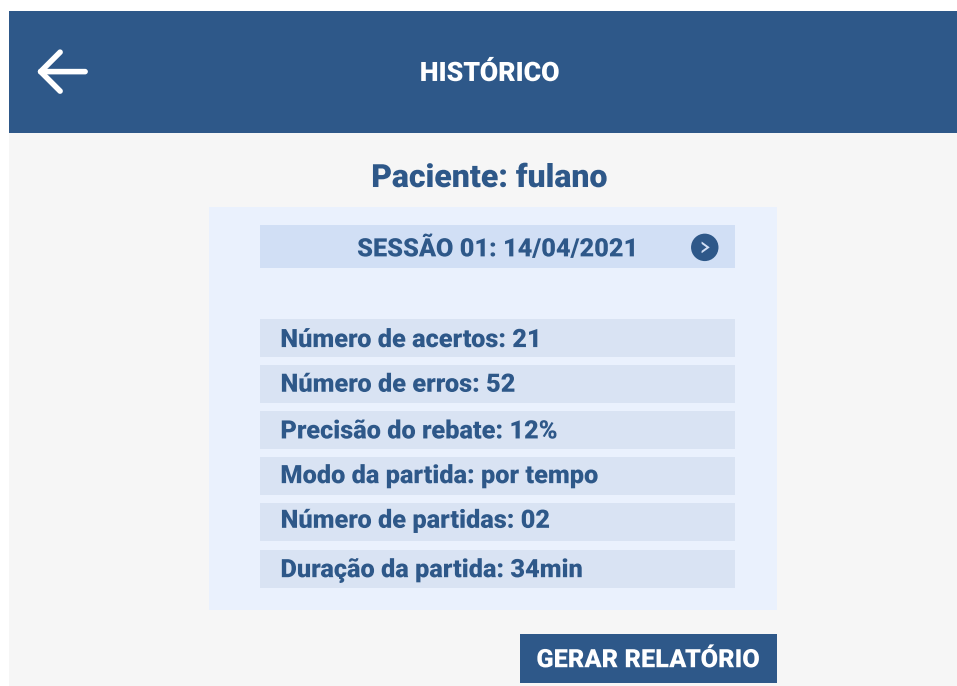 HISTÓRICO
Paciente: fulano
SESSÃO 01: 14/04/2021
Número de acertos: 21
Número de erros: 52
Precisão do rebate: 12%
Modo da partida: por tempo
Número de partidas: 02
Duração da partida: 34min
GERAR RELATÓRIO